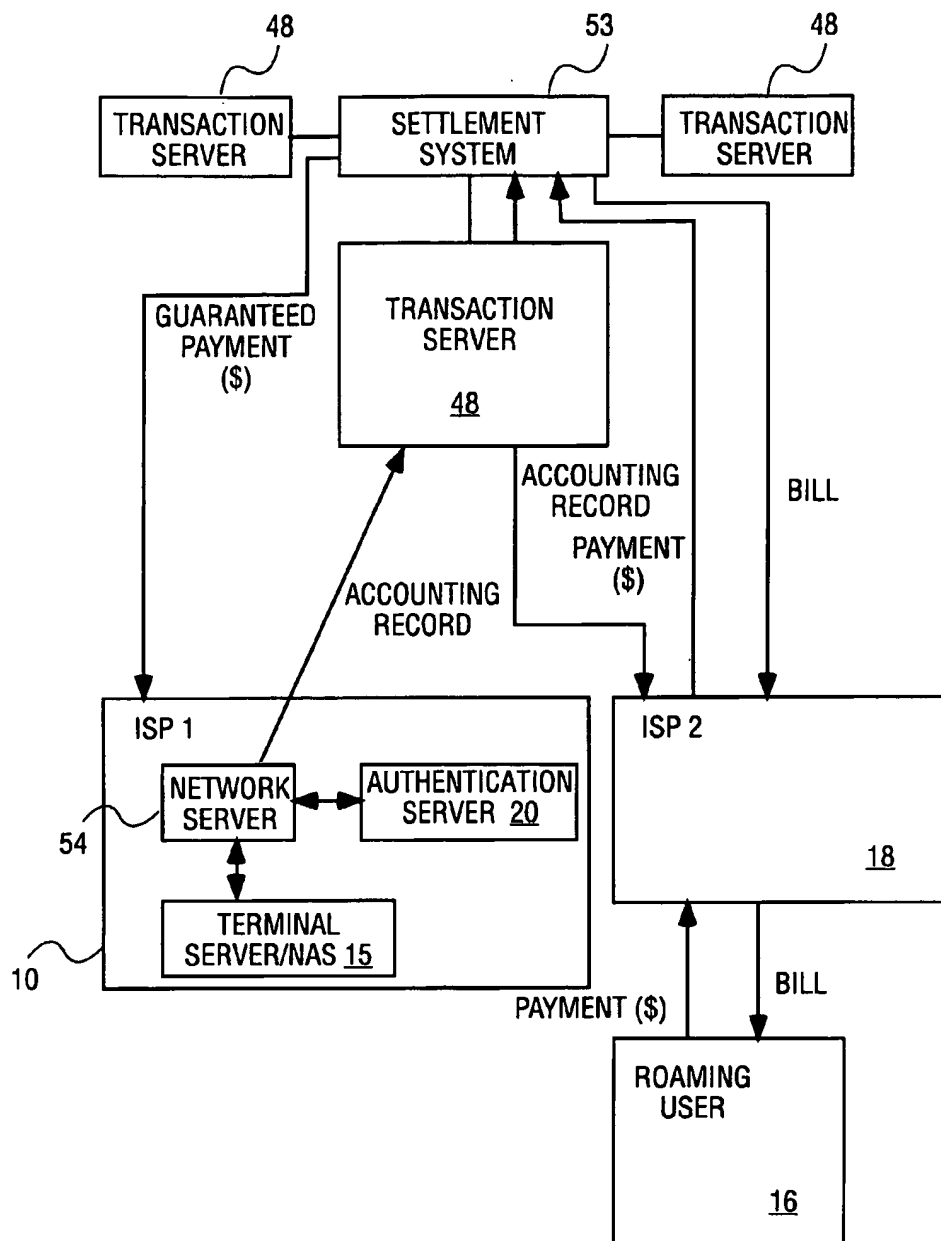 48
53
48
TRANSACTION
SERVER
SETTLEMENT
SYSTEM
TRANSACTION
SERVER
GUARANTEED
PAYMENT
($)
TRANSACTION
SERVER
48
ACCOUNTING
RECORD
PAYMENT
($)
BILL
ACCOUNTING
RECORD
ISP 1
NETWORK
SERVER
AUTHENTICATION
SERVER 20
54
TERMINAL
SERVER/NAS 15
10
ISP 2
18
PAYMENT ($)
BILL
ROAMING
USER
16